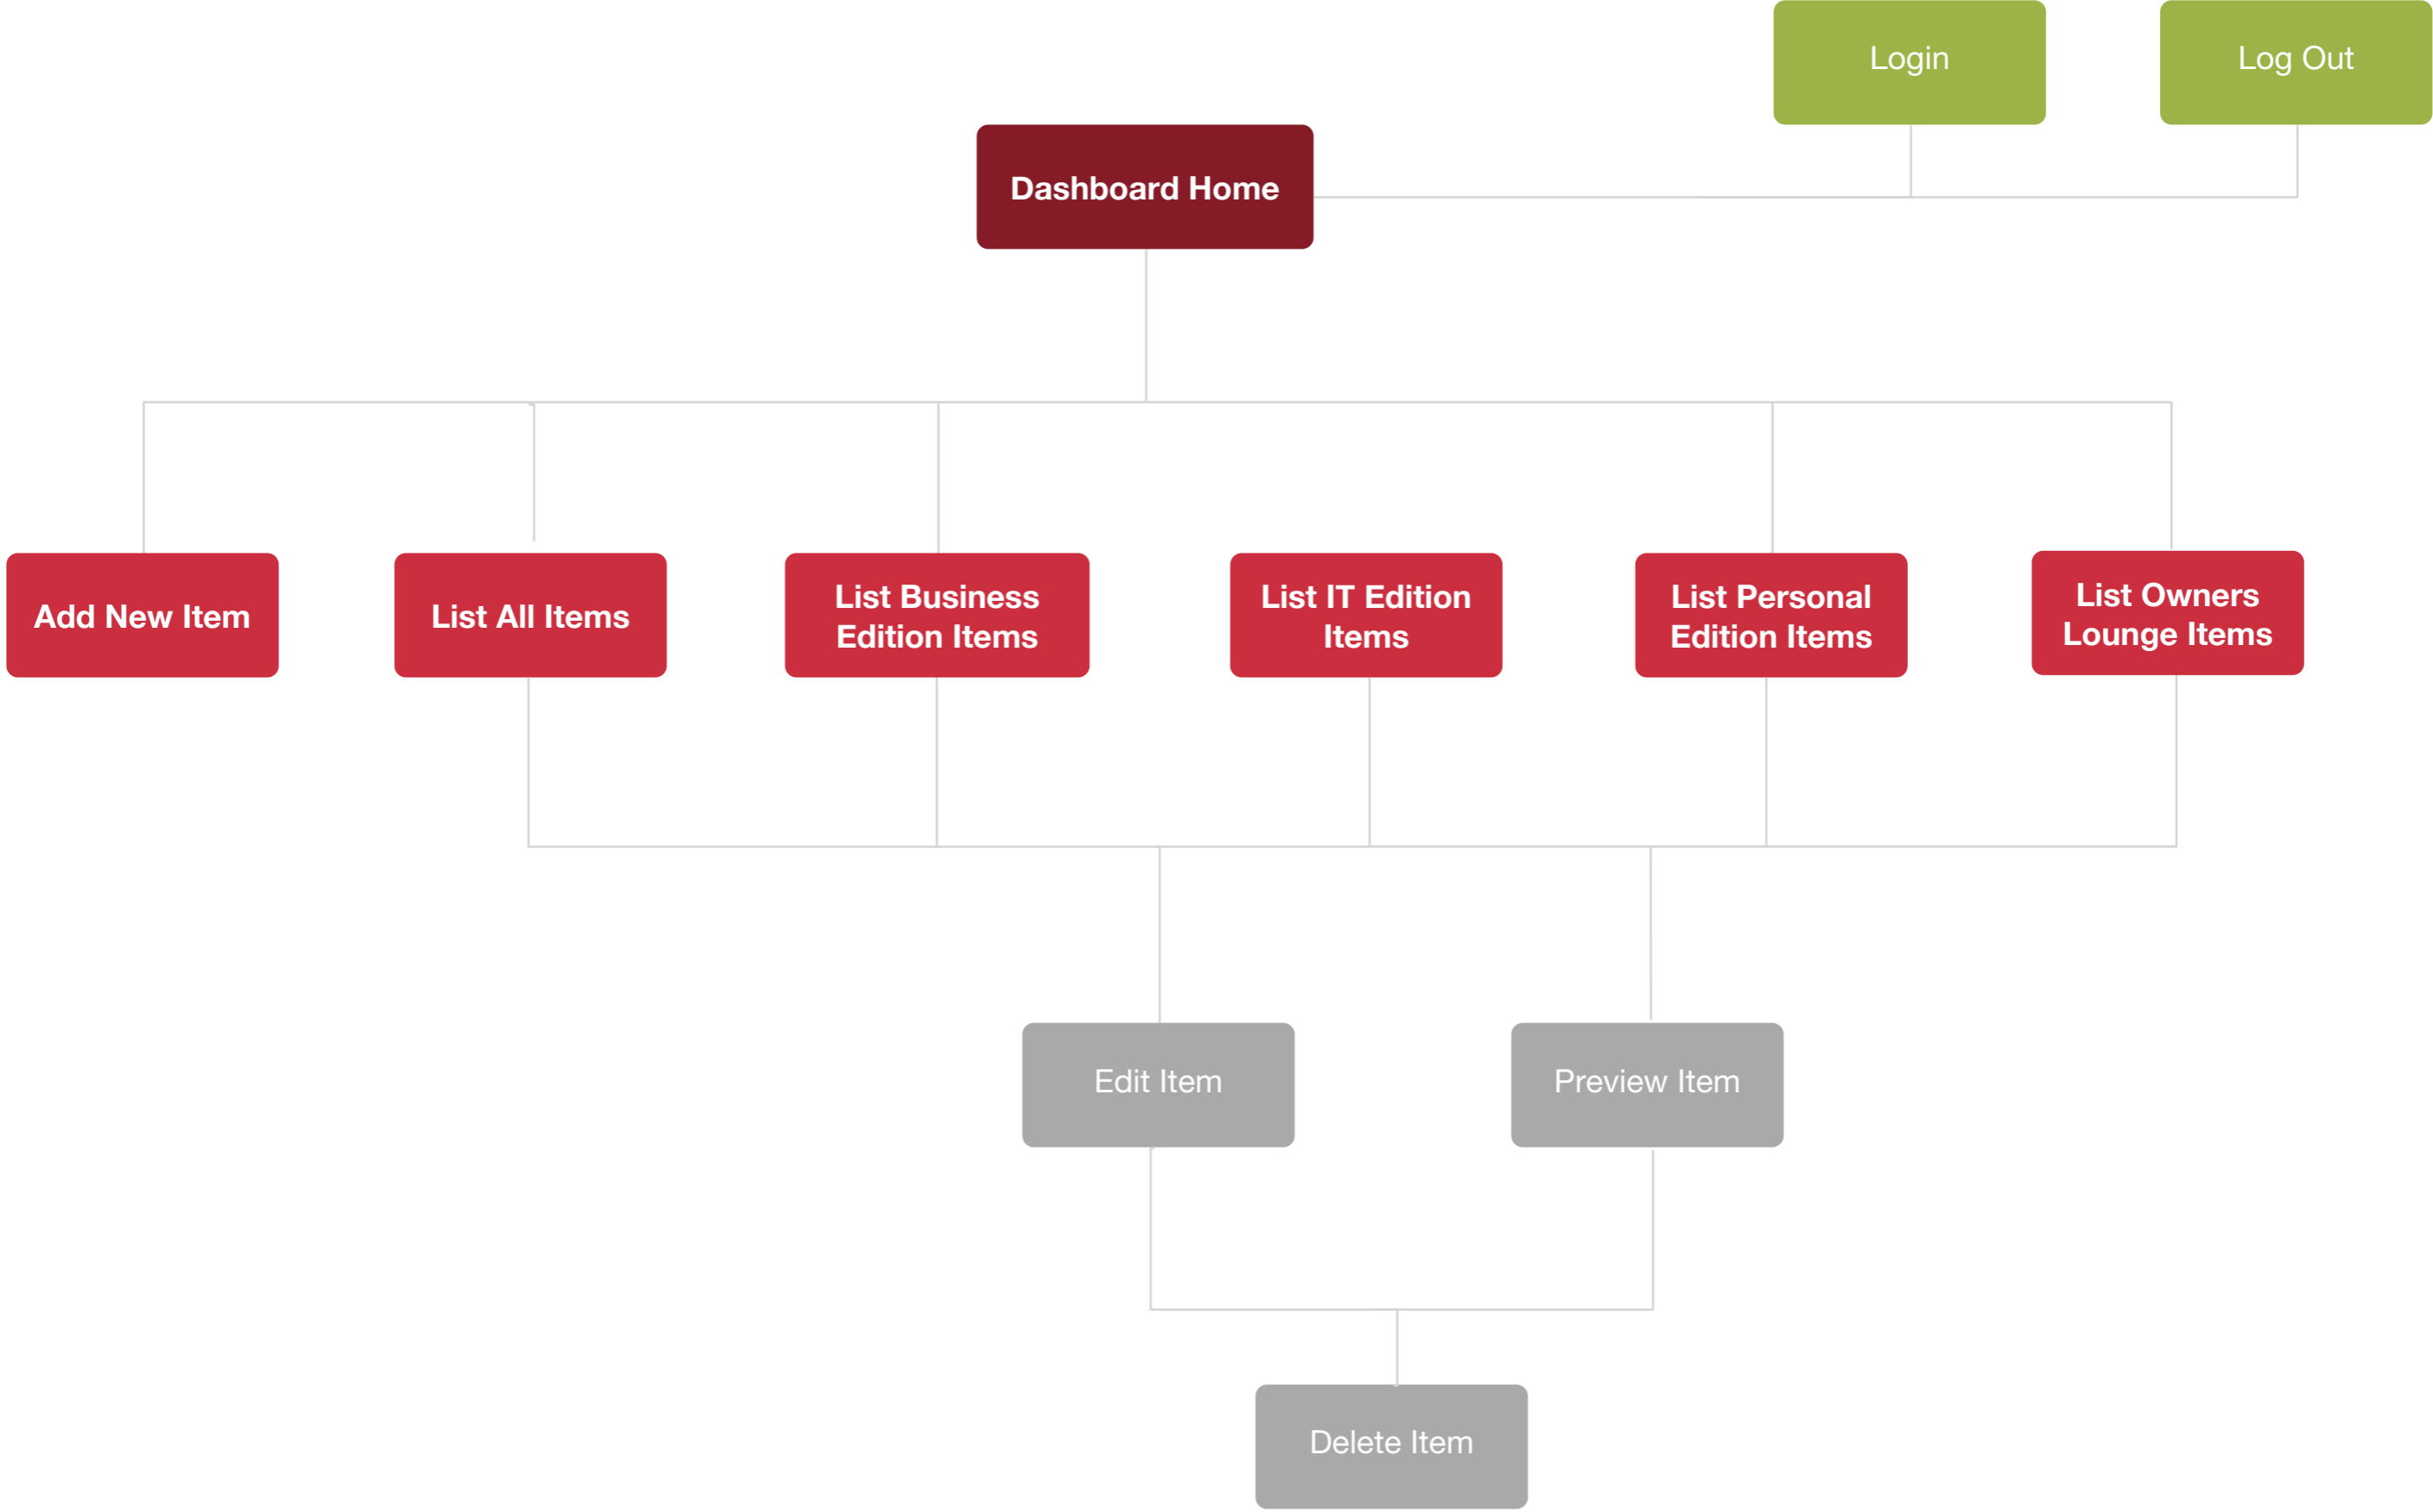 Login
Log Out
Dashboard Home
Add New Item
List All Items
List Business
Edition Items
List IT Edition
Items
List Personal
Edition Items
List Owners
Lounge Items
Edit Item
Preview Item
Delete Item